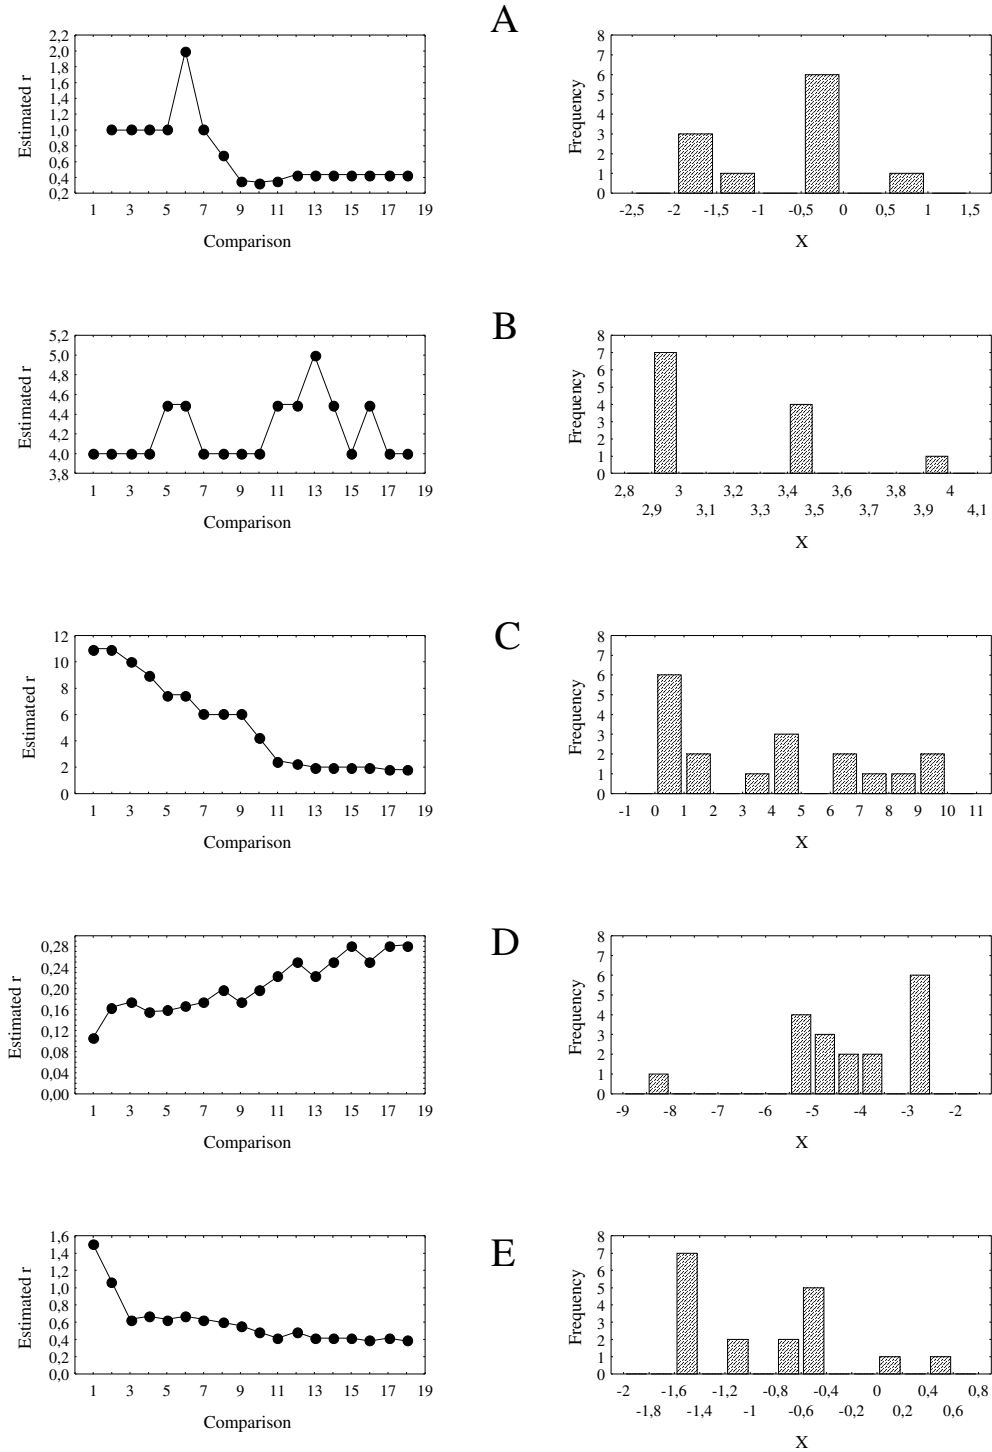 A
2,2
2,0
1,8
1,6
1,4
1,2
1,0
0,8
0,6
0,4
0,2
Estimated r
1 3 5 7 9 11 13 15 17 19
Comparison
8
7
6
5
4
3
2
1
0
Frequency
-2,5 -2 -1,5 -1 -0,5 0 0,5 1 1,5
X
B
5,2
5,0
4,8
4,6
4,4
4,2
4,0
3,8
Estimated r
1 3 5 7 9 11 13 15 17 19
Comparison
8
7
6
5
4
3
2
1
0
Frequency
2,8 3 3,2 3,4 3,6 3,8 4
2,9 3,1 3,3 3,5 3,7 3,9 4,1
X
C
12
10
8
6
4
2
0
Estimated r
1 3 5 7 9 11 13 15 17 19
Comparison
8
7
6
5
4
3
2
1
0
Frequency
-1 0 1 2 3 4 5 6 7 8 9 10 11
X
D
0,28
0,24
0,20
0,16
0,12
0,08
0,04
0,00
Estimated r
1 3 5 7 9 11 13 15 17 19
Comparison
8
7
6
5
4
3
2
1
0
Frequency
-9 -8 -7 -6 -5 -4 -3 -2
X
E
1,6
1,4
1,2
1,0
0,8
0,6
0,4
0,2
0,0
Estimated r
1 3 5 7 9 11 13 15 17 19
Comparison
8
7
6
5
4
3
2
1
0
Frequency
-2 -1,6 -1,2 -0,8 -0,4 0 0,4 0,8
-1,8 -1,4 -1 -0,6 -0,2 0,2 0,6
X